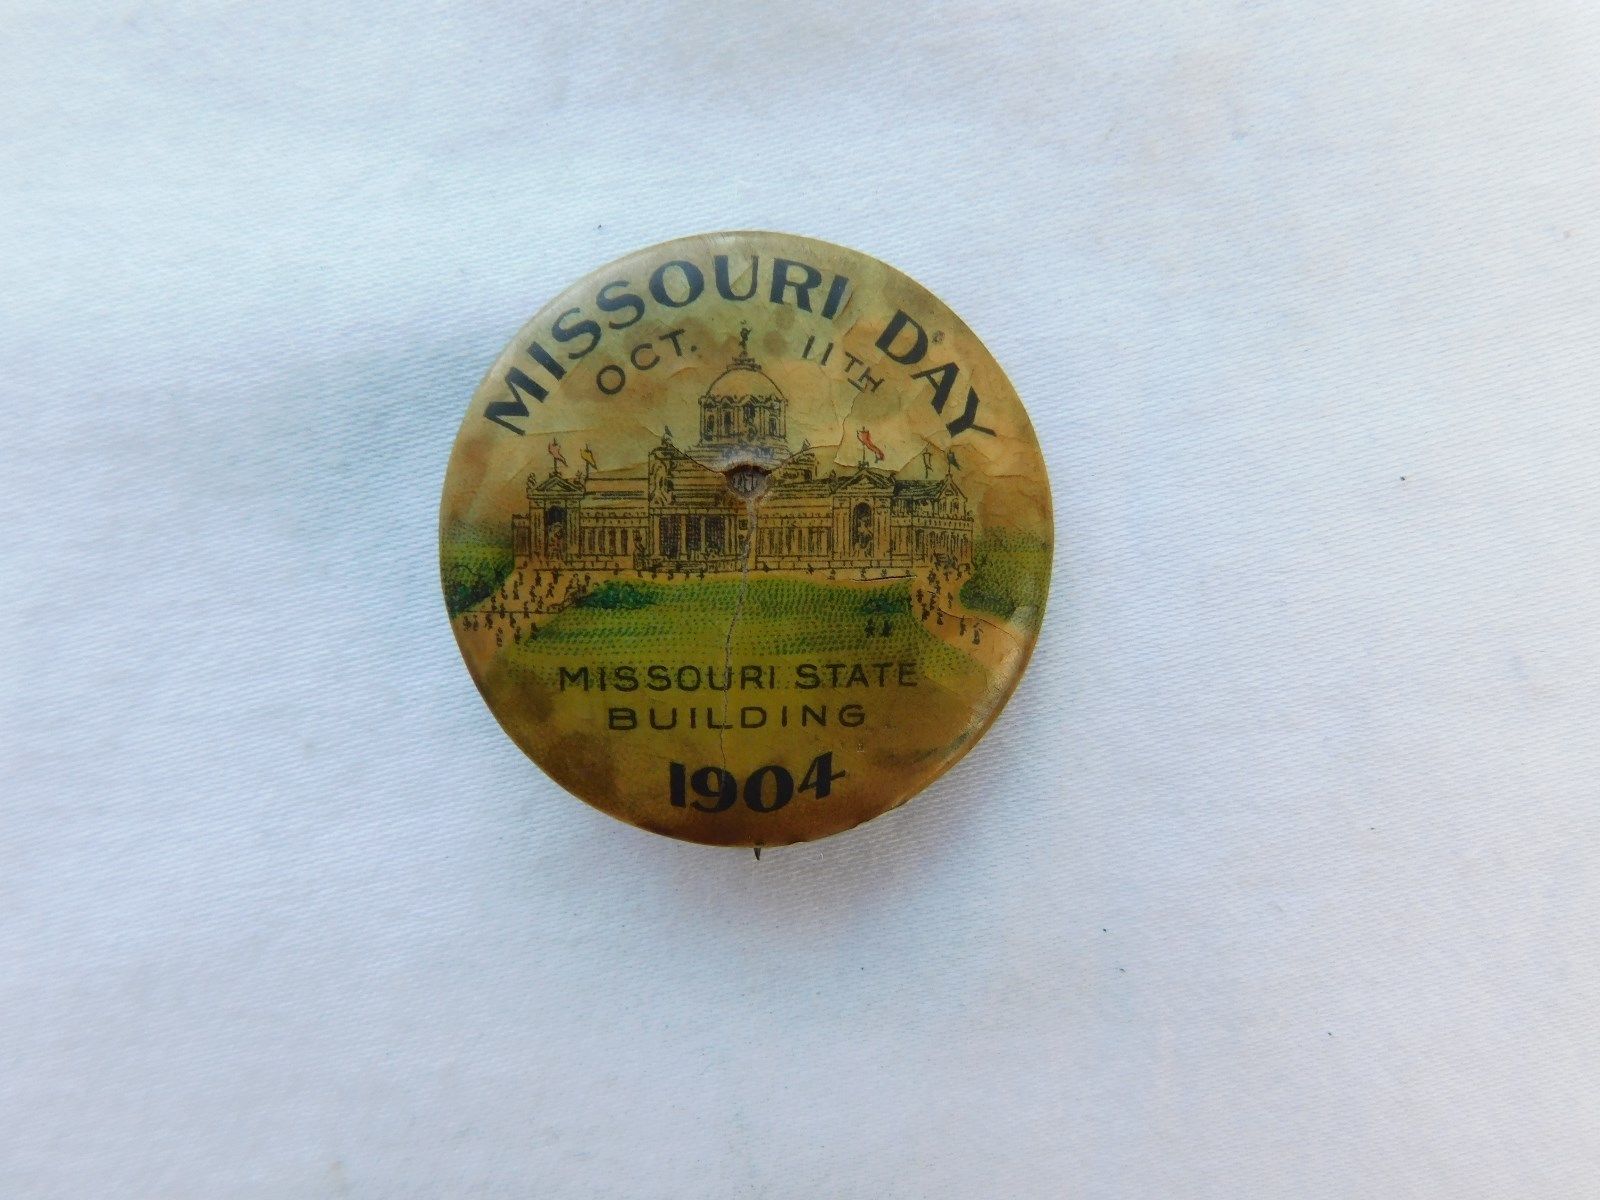 MISSOURI DAY
OCT. 11TH
MISSOURI STATE
BUILDING
1904